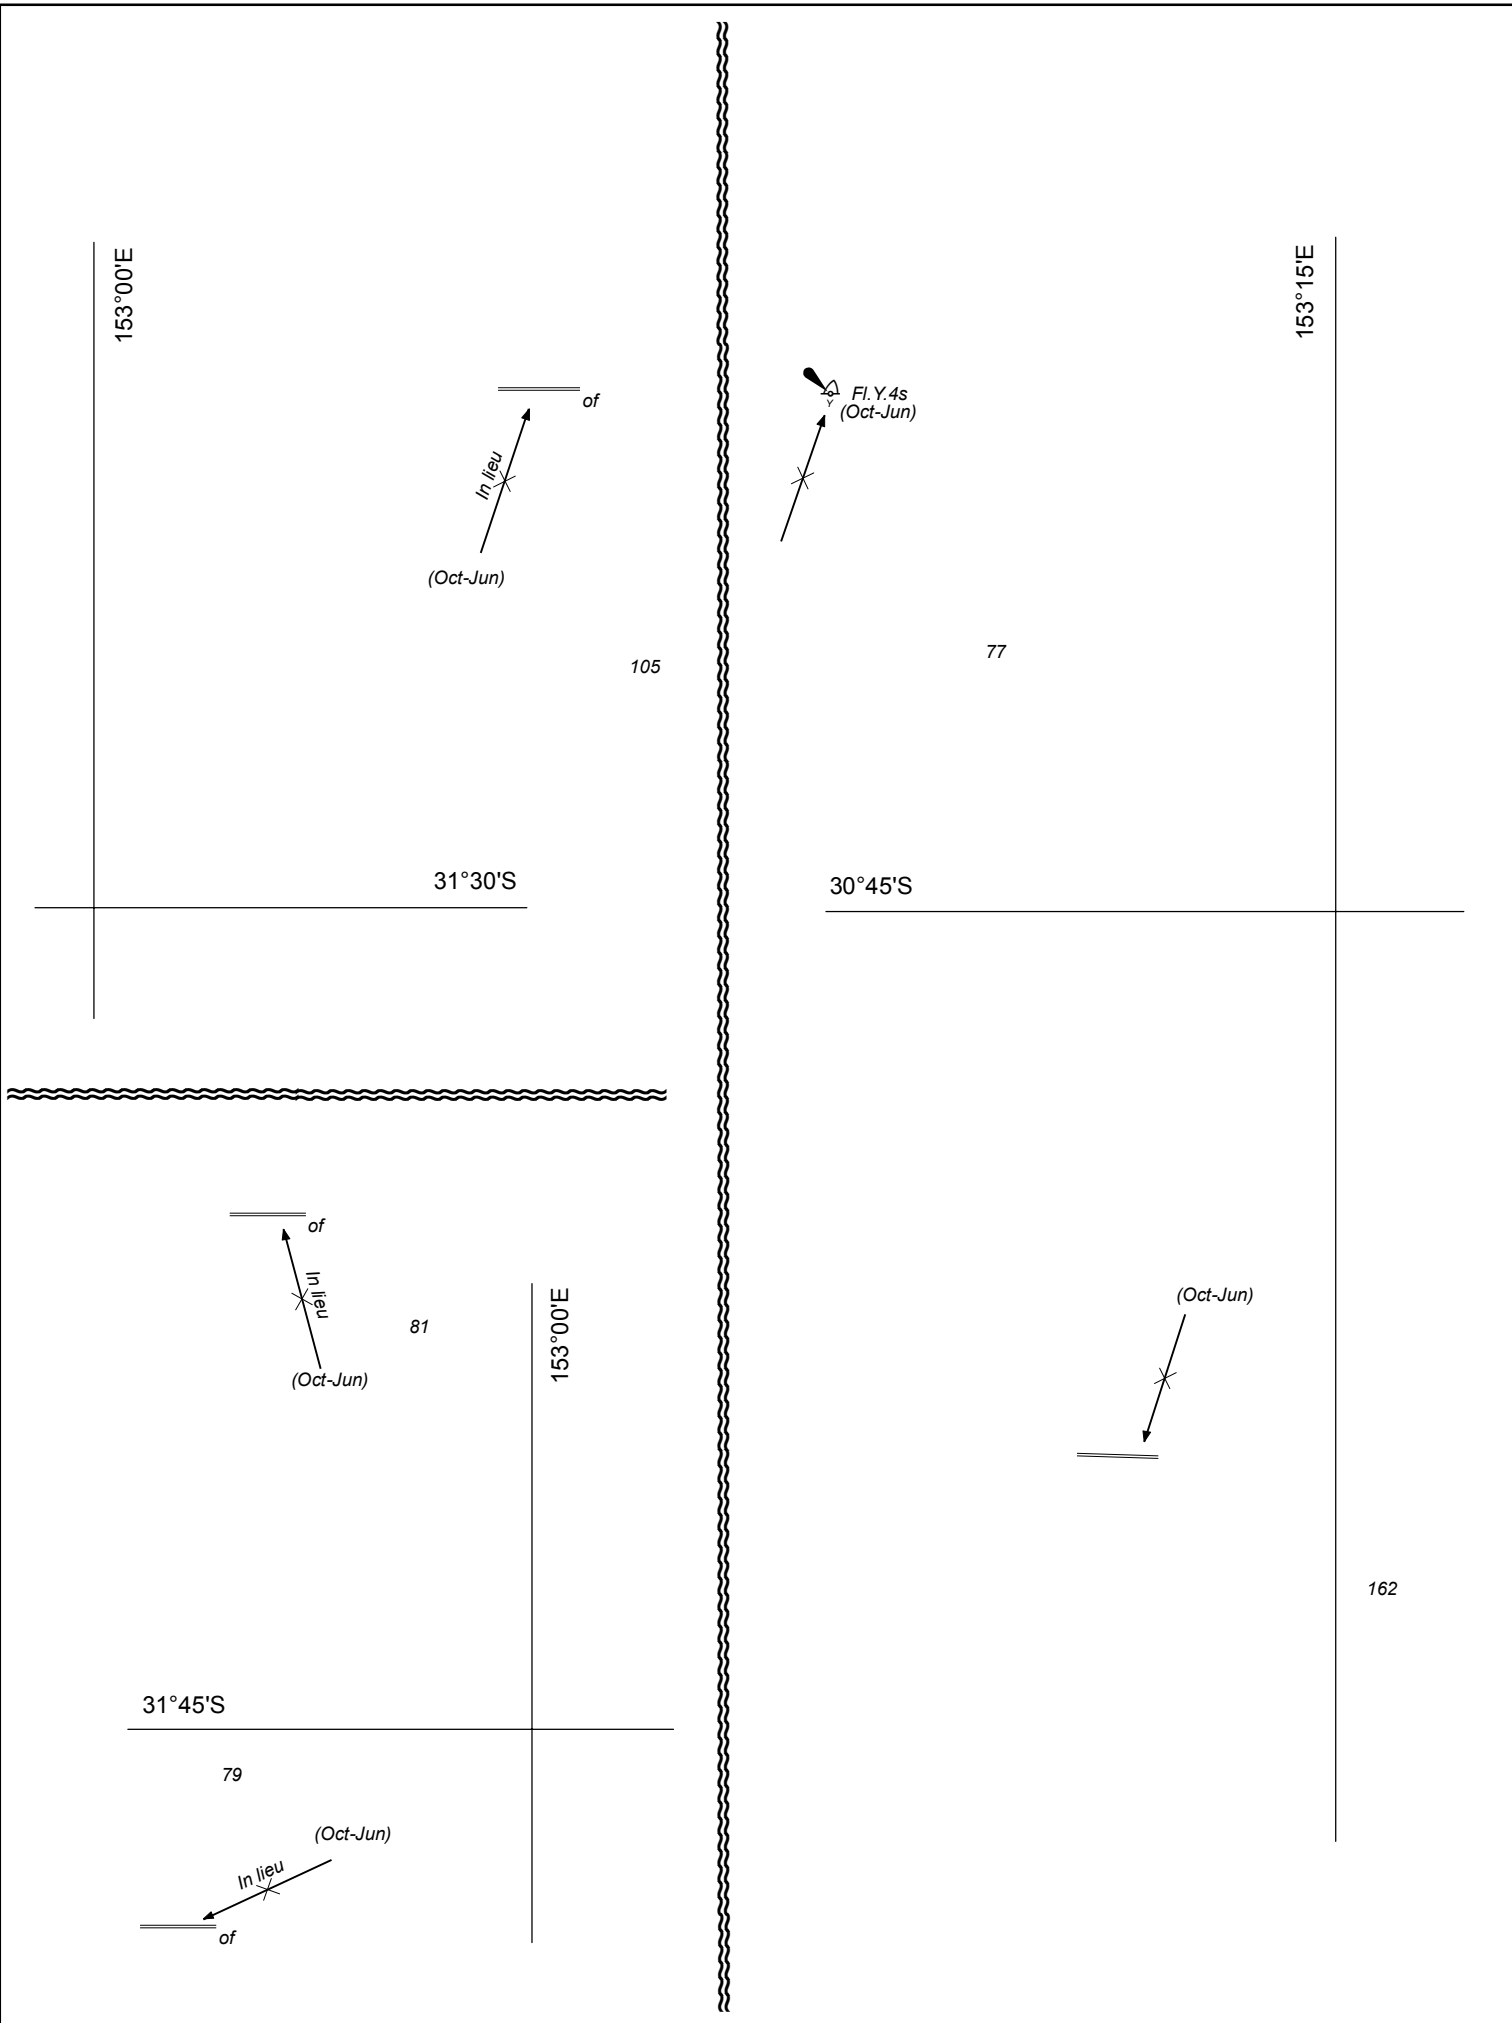 153°00'E
of
In lieu
(Oct-Jun)
105
31°30'S
of
In lieu
81
(Oct-Jun)
153°00'E
31°45'S
79
(Oct-Jun)
In lieu
of
153°15'E
Fl.Y.4s
Y
(Oct-Jun)
77
30°45'S
(Oct-Jun)
162